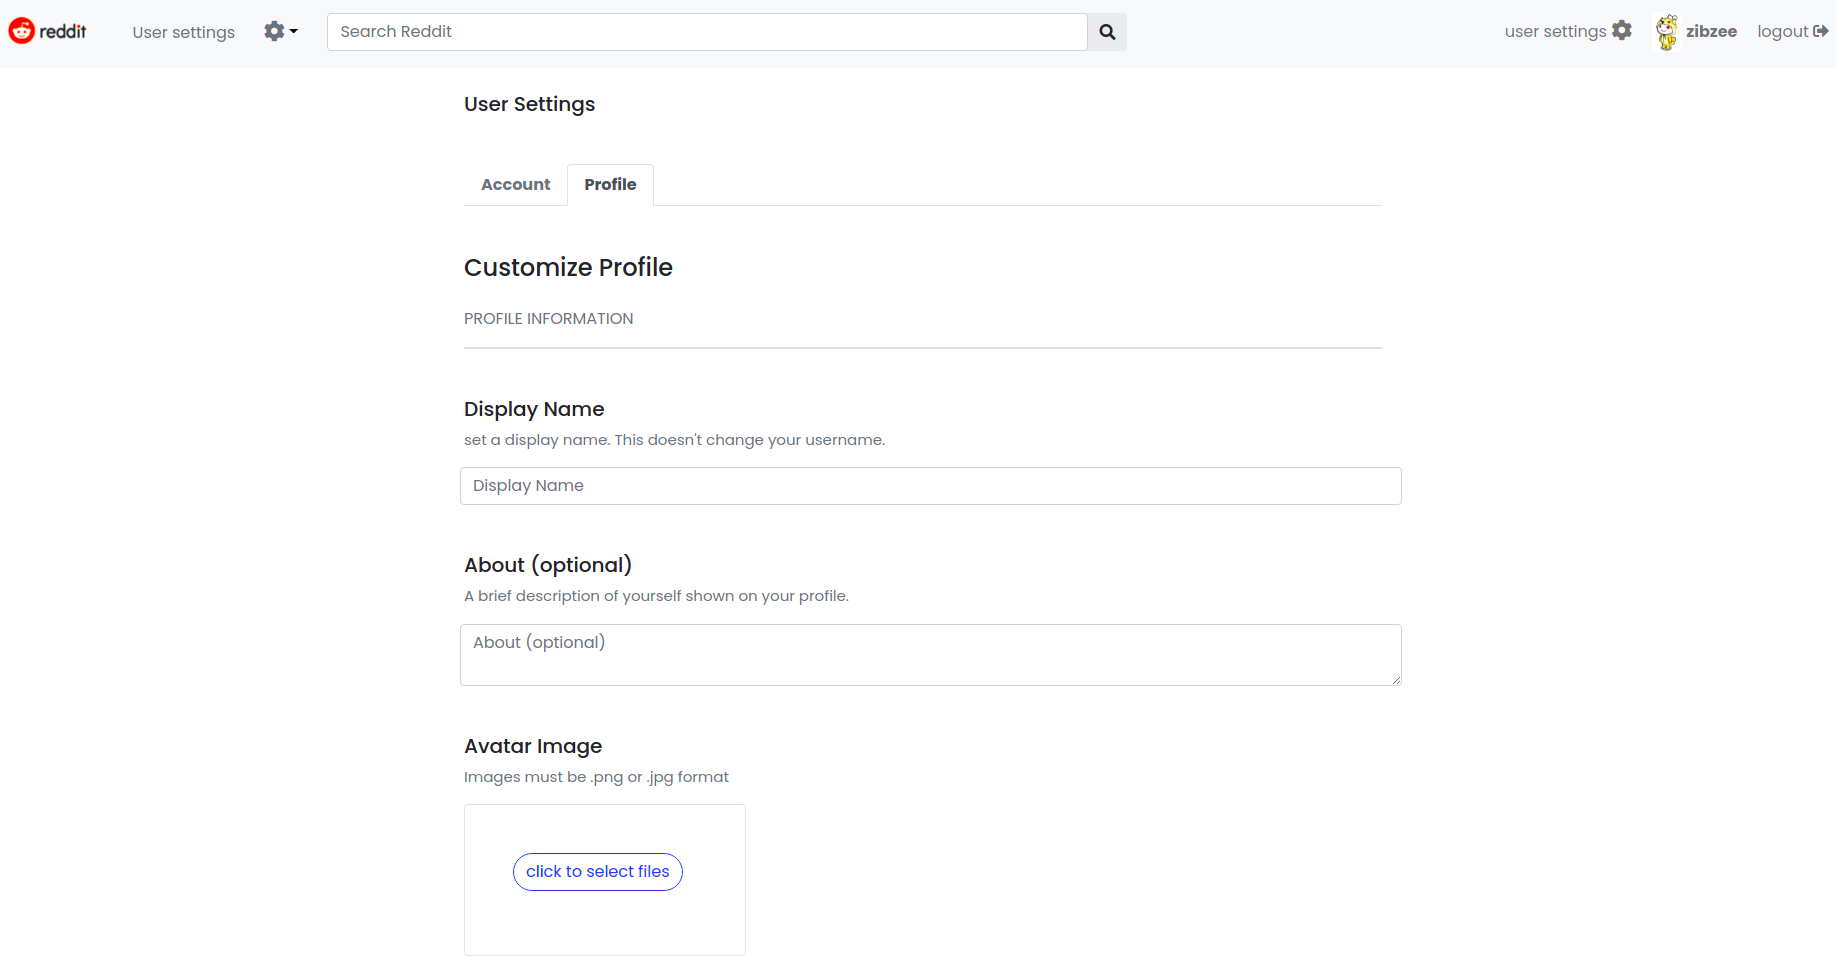 reddit User settings Search Reddit user settings zibzee logout
User Settings
Account Profile
Customize Profile
PROFILE INFORMATION
Display Name
set a display name. This doesn't change your username.
Display Name
About (optional)
A brief description of yourself shown on your profile.
About (optional)
Avatar Image
Images must be .png or .jpg format
click to select files